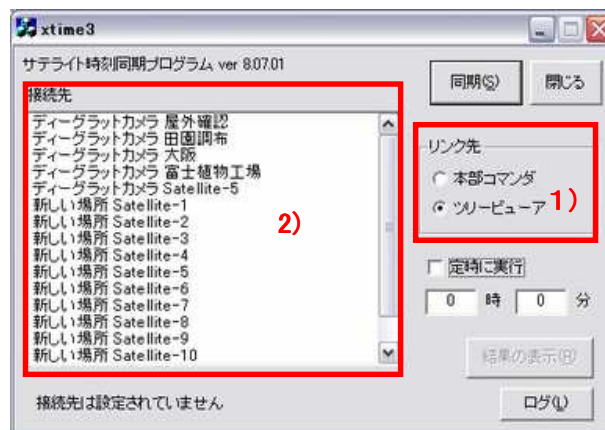 xtime3
サテライト時刻同期プログラム ver 8.07.01
同期(S)
閉じる
接続先
ディーグラットカメラ 屋外確認
ディーグラットカメラ 田園調布
ディーグラットカメラ 大阪
ディーグラットカメラ 富士植物工場
ディーグラットカメラ Satellite-5
新しい場所 Satellite-1
新しい場所 Satellite-2
新しい場所 Satellite-3
新しい場所 Satellite-4
新しい場所 Satellite-5
新しい場所 Satellite-6
新しい場所 Satellite-7
新しい場所 Satellite-8
新しい場所 Satellite-9
新しい場所 Satellite-10
2)
リンク先
本部コマンダ
ツリービューア
1)
定時に実行
0 時 0 分
結果の表示(R)
接続先は設定されていません
ログ(L)